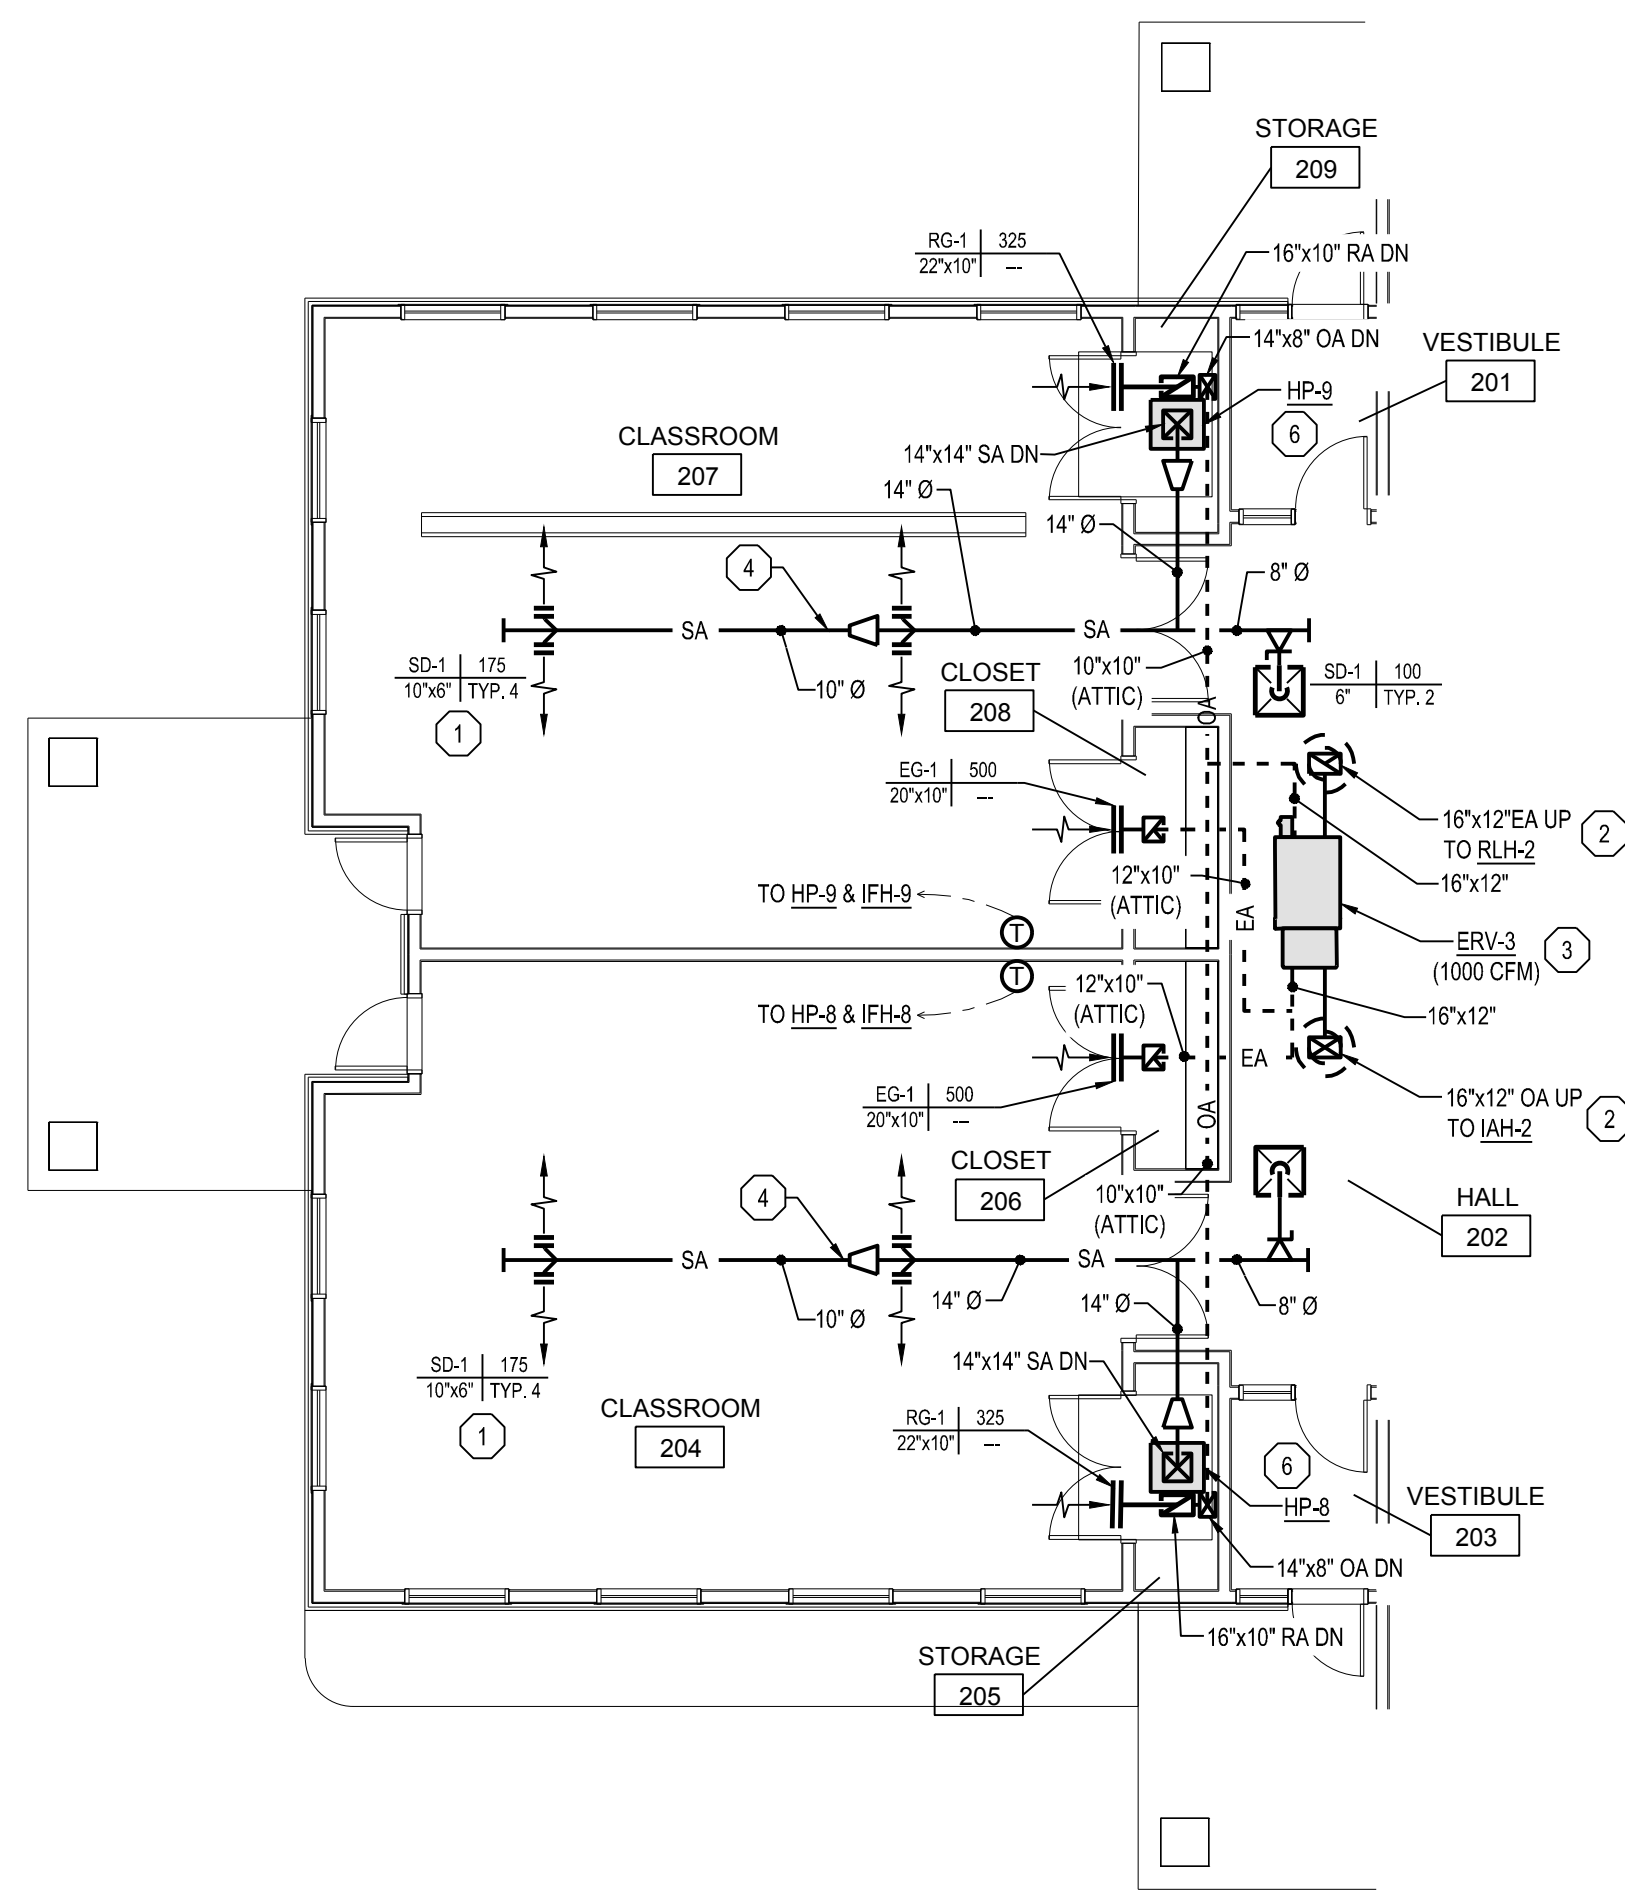 STORAGE
209
RG-1 325
22"x10" ---
16"x10" RA DN
14"x8" OA DN
VESTIBULE
201
HP-9
6
CLASSROOM
207
14"x14" SA DN
14" Ø
14" Ø
4
8" Ø
SA
SA
10"x10"
(ATTIC)
SD-1 175
10"x6" TYP. 4
1
10" Ø
CLOSET
208
OA
SD-1 100
6" TYP. 2
EG-1 500
20"x10" ---
16"x12"EA UP
TO RLH-2
2
12"x10"
(ATTIC)
16"x12"
TO HP-9 & IFH-9
T
EA
ERV-3
(1000 CFM)
3
T
TO HP-8 & IFH-8
12"x10"
(ATTIC)
16"x12"
EA
EG-1 500
20"x10" ---
OA
16"x12" OA UP
TO IAH-2
2
CLOSET
206
10"x10"
(ATTIC)
HALL
202
4
SA
SA
10" Ø
14" Ø
14" Ø
8" Ø
SD-1 175
10"x6" TYP. 4
1
14"x14" SA DN
CLASSROOM
204
RG-1 325
22"x10" ---
6
HP-8
VESTIBULE
203
14"x8" OA DN
16"x10" RA DN
STORAGE
205